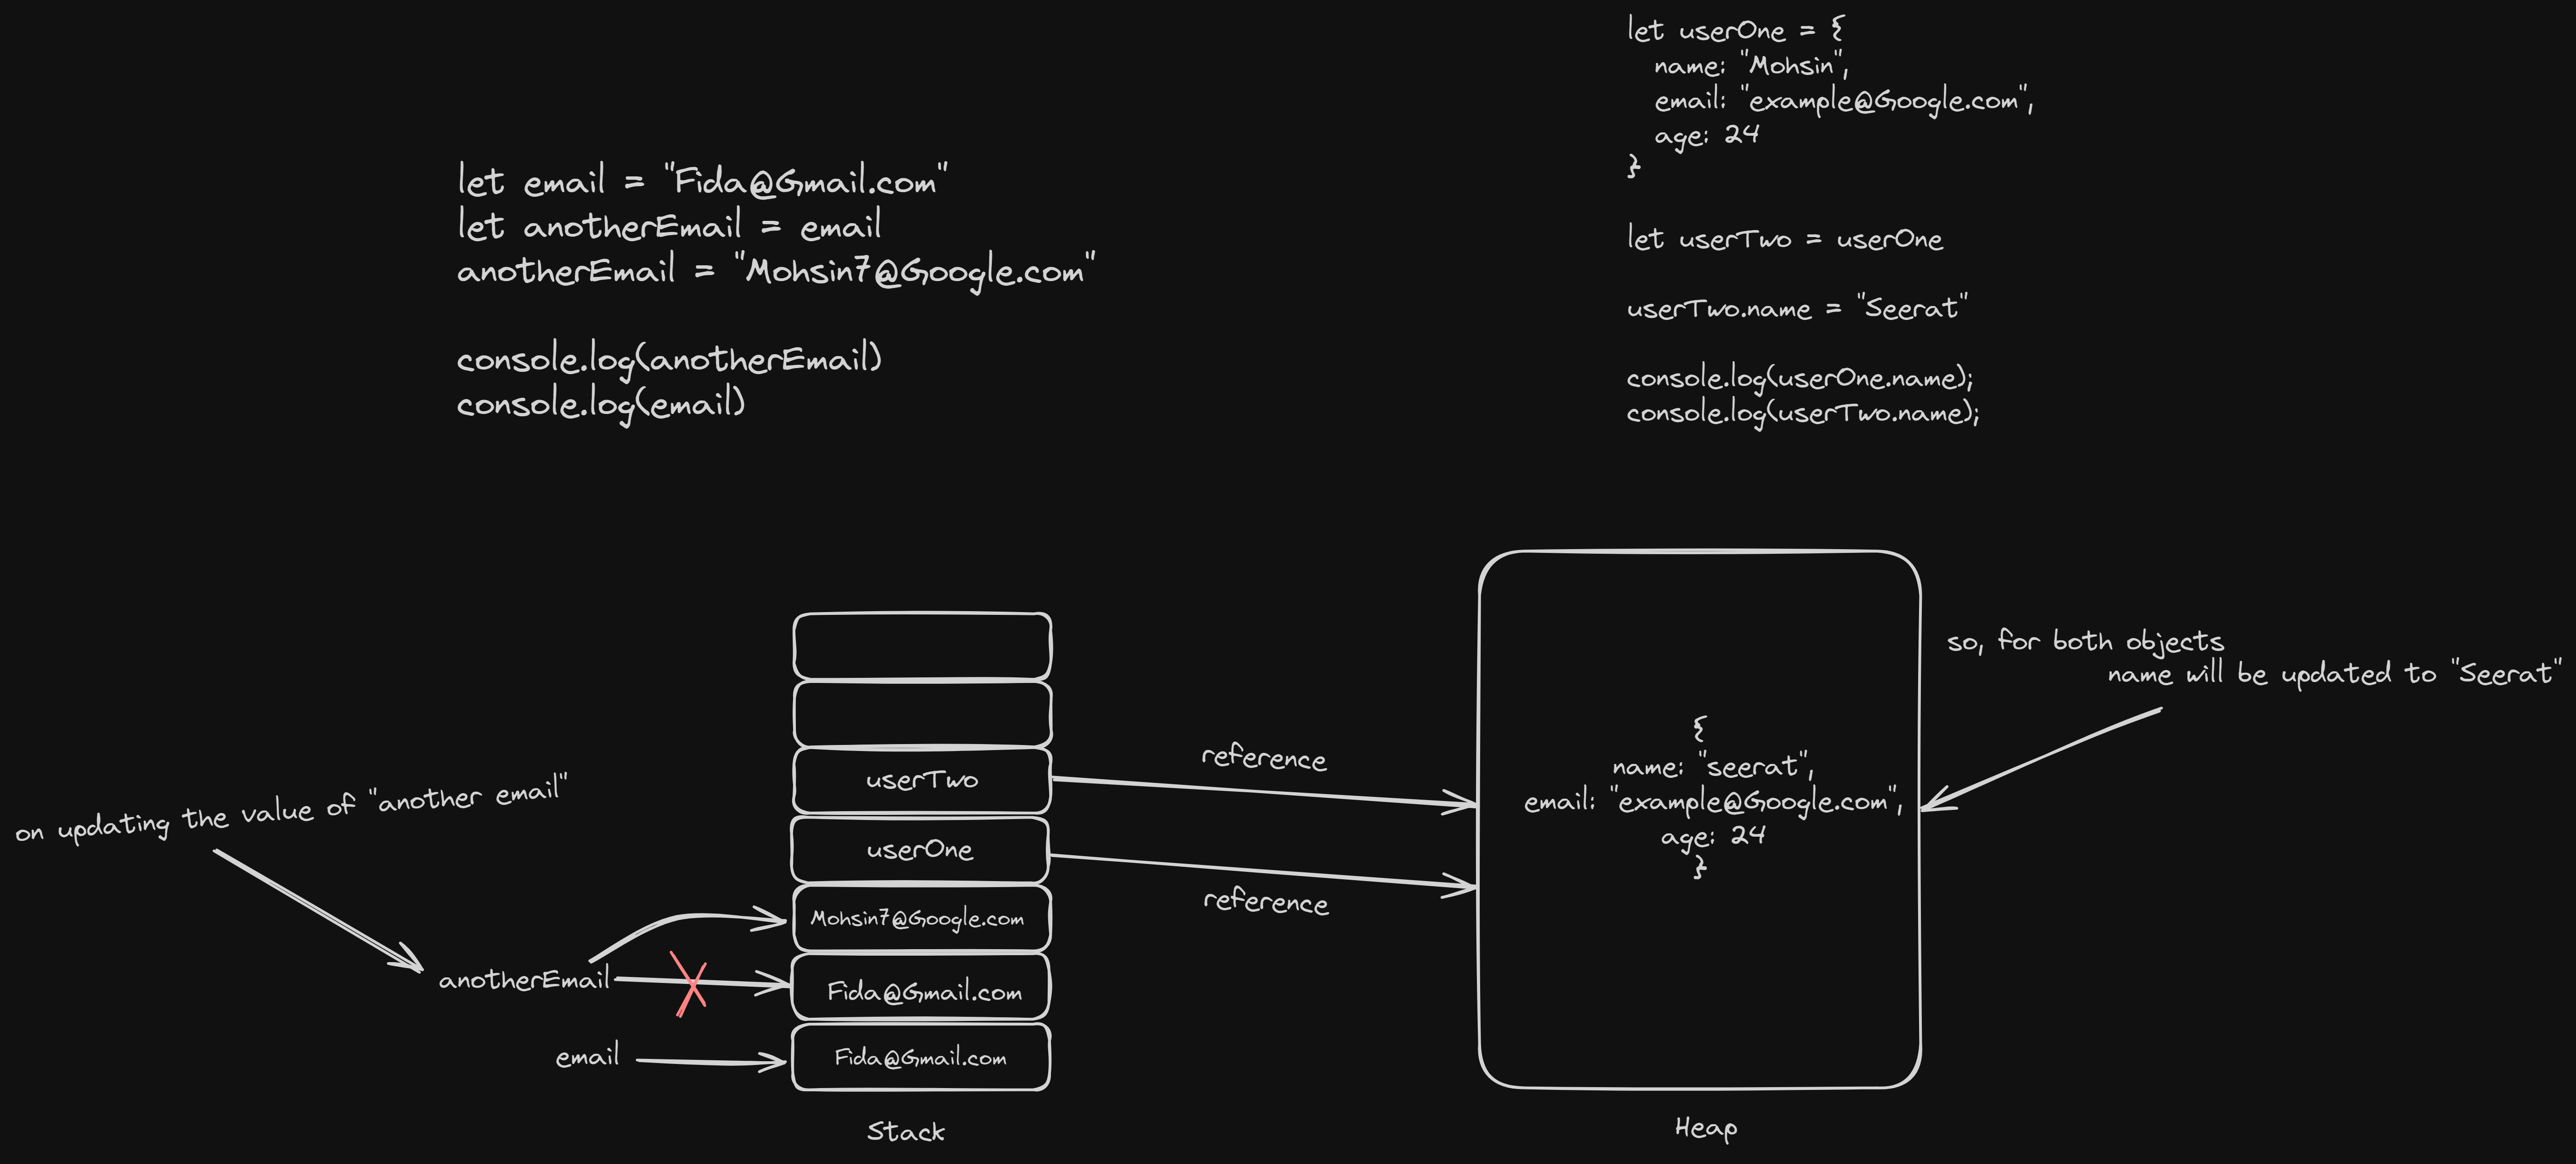 let email = "Fida@Gmail.com"
let anotherEmail = email
anotherEmail = "Mohsin7@Google.com"
console.log(anotherEmail)
console.log(email)
let userOne = {
name: "Mohsin",
email: "example@Google.com",
age: 24
}
let userTwo = userOne
userTwo.name = "Seerat"
console.log(userOne.name);
console.log(userTwo.name);
on updating the value of "another email"
anotherEmail
email
userTwo
userOne
Mohsin7@Google.com
Fida@Gmail.com
Fida@Gmail.com
Stack
reference
reference
{
name: "seerat",
email: "example@Google.com",
age: 24
}
Heap
so, for both objects
name will be updated to "Seerat"